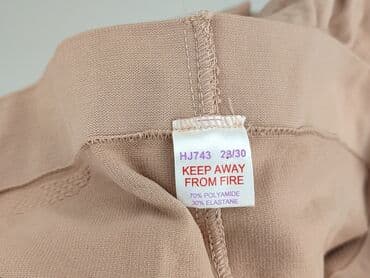 HJ743 28/30
KEEP AWAY
FROM FIRE
70% POLYAMIDE
30% ELASTANE